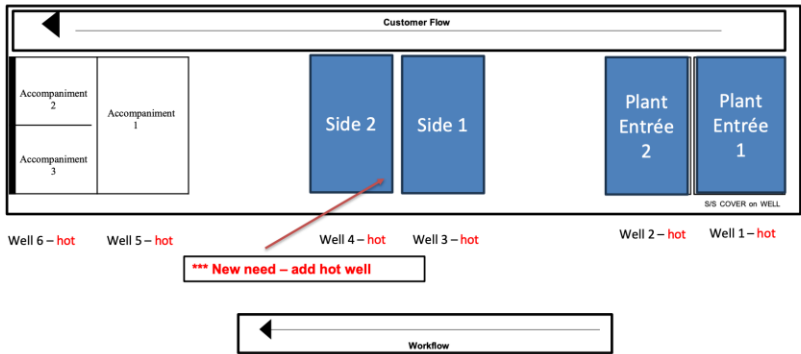 Customer Flow
Accompaniment
2
Accompaniment
3
Accompaniment
1
Side 2
Side 1
Plant
Entrée
2
Plant
Entrée
1
S/S COVER on WELL
Well 6 – hot
Well 5 – hot
Well 4 – hot
Well 3 – hot
Well 2 – hot
Well 1 – hot
*** New need – add hot well
Workflow